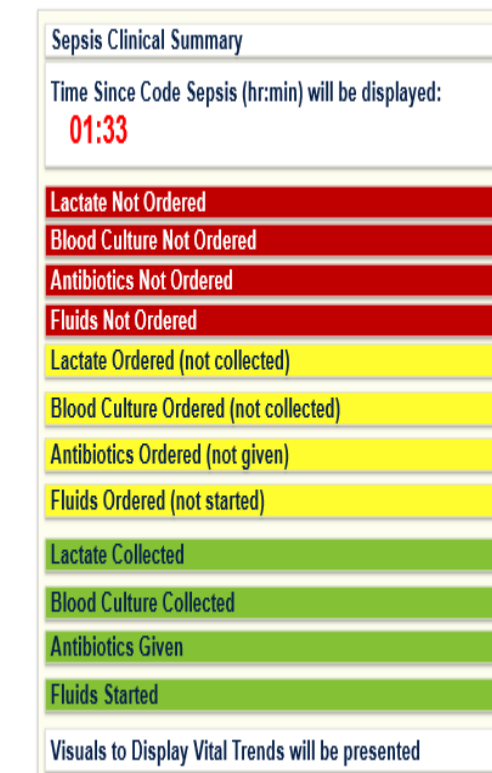 Sepsis Clinical Summary
Time Since Code Sepsis (hr:min) will be displayed:
01:33
Lactate Not Ordered
Blood Culture Not Ordered
Antibiotics Not Ordered
Fluids Not Ordered
Lactate Ordered (not collected)
Blood Culture Ordered (not collected)
Antibiotics Ordered (not given)
Fluids Ordered (not started)
Lactate Collected
Blood Culture Collected
Antibiotics Given
Fluids Started
Visuals to Display Vital Trends will be presented